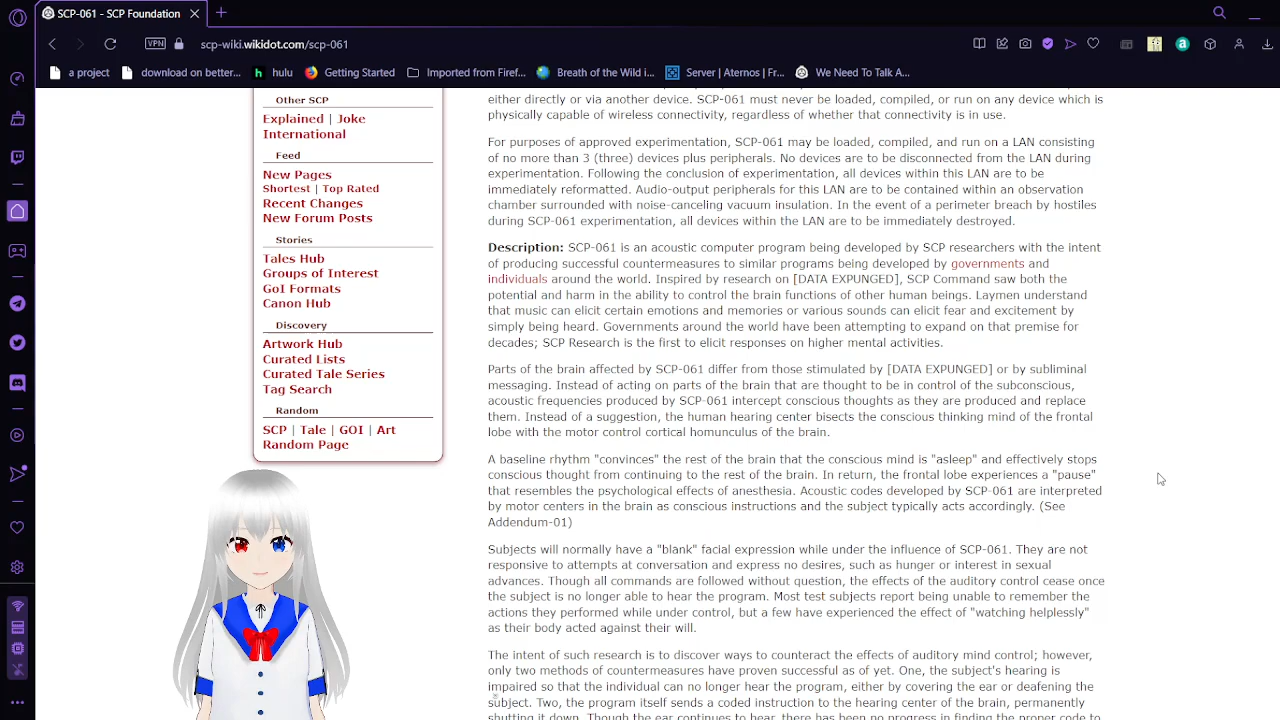 SCP-061 - SCP Foundation
VPN
scp-wiki.wikidot.com/scp-061
a project
download on better...
hulu
Getting Started
Imported from Firef...
Breath of the Wild i...
Server | Aternos | Fr...
We Need To Talk A...
Other SCP
Explained | Joke
International
Feed
New Pages
Shortest | Top Rated
Recent Changes
New Forum Posts
Stories
Tales Hub
Groups of Interest
GoI Formats
Canon Hub
Discovery
Artwork Hub
Curated Lists
Curated Tale Series
Tag Search
Random
SCP | Tale | GOI | Art
Random Page
either directly or via another device. SCP-061 must never be loaded, compiled, or run on any device which is
physically capable of wireless connectivity, regardless of whether that connectivity is in use.
For purposes of approved experimentation, SCP-061 may be loaded, compiled, and run on a LAN consisting
of no more than 3 (three) devices plus peripherals. No devices are to be disconnected from the LAN during
experimentation. Following the conclusion of experimentation, all devices within this LAN are to be
immediately reformatted. Audio-output peripherals for this LAN are to be contained within an observation
chamber surrounded with noise-canceling vacuum insulation. In the event of a perimeter breach by hostiles
during SCP-061 experimentation, all devices within the LAN are to be immediately destroyed.
Description: SCP-061 is an acoustic computer program being developed by SCP researchers with the intent
of producing successful countermeasures to similar programs being developed by governments and
individuals around the world. Inspired by research on [DATA EXPUNGED], SCP Command saw both the
potential and harm in the ability to control the brain functions of other human beings. Laymen understand
that music can elicit certain emotions and memories or various sounds can elicit fear and excitement by
simply being heard. Governments around the world have been attempting to expand on that premise for
decades; SCP Research is the first to elicit responses on higher mental activities.
Parts of the brain affected by SCP-061 differ from those stimulated by [DATA EXPUNGED] or by subliminal
messaging. Instead of acting on parts of the brain that are thought to be in control of the subconscious,
acoustic frequencies produced by SCP-061 intercept conscious thoughts as they are produced and replace
them. Instead of a suggestion, the human hearing center bisects the conscious thinking mind of the frontal
lobe with the motor control cortical homunculus of the brain.
A baseline rhythm "convinces" the rest of the brain that the conscious mind is "asleep" and effectively stops
conscious thought from continuing to the rest of the brain. In return, the frontal lobe experiences a "pause"
that resembles the psychological effects of anesthesia. Acoustic codes developed by SCP-061 are interpreted
by motor centers in the brain as conscious instructions and the subject typically acts accordingly. (See
Addendum-01)
Subjects will normally have a "blank" facial expression while under the influence of SCP-061. They are not
responsive to attempts at conversation and express no desires, such as hunger or interest in sexual
advances. Though all commands are followed without question, the effects of the auditory control cease once
the subject is no longer able to hear the program. Most test subjects report being unable to remember the
actions they performed while under control, but a few have experienced the effect of "watching helplessly"
as their body acted against their will.
The intent of such research is to discover ways to counteract the effects of auditory mind control; however,
only two methods of countermeasures have proven successful as of yet. One, the subject's hearing is
impaired so that the individual can no longer hear the program, either by covering the ear or deafening the
subject. Two, the program itself sends a coded instruction to the hearing center of the brain, permanently
shutting it down. Though the ear continues to hear, there has been no progress in finding the proper code to